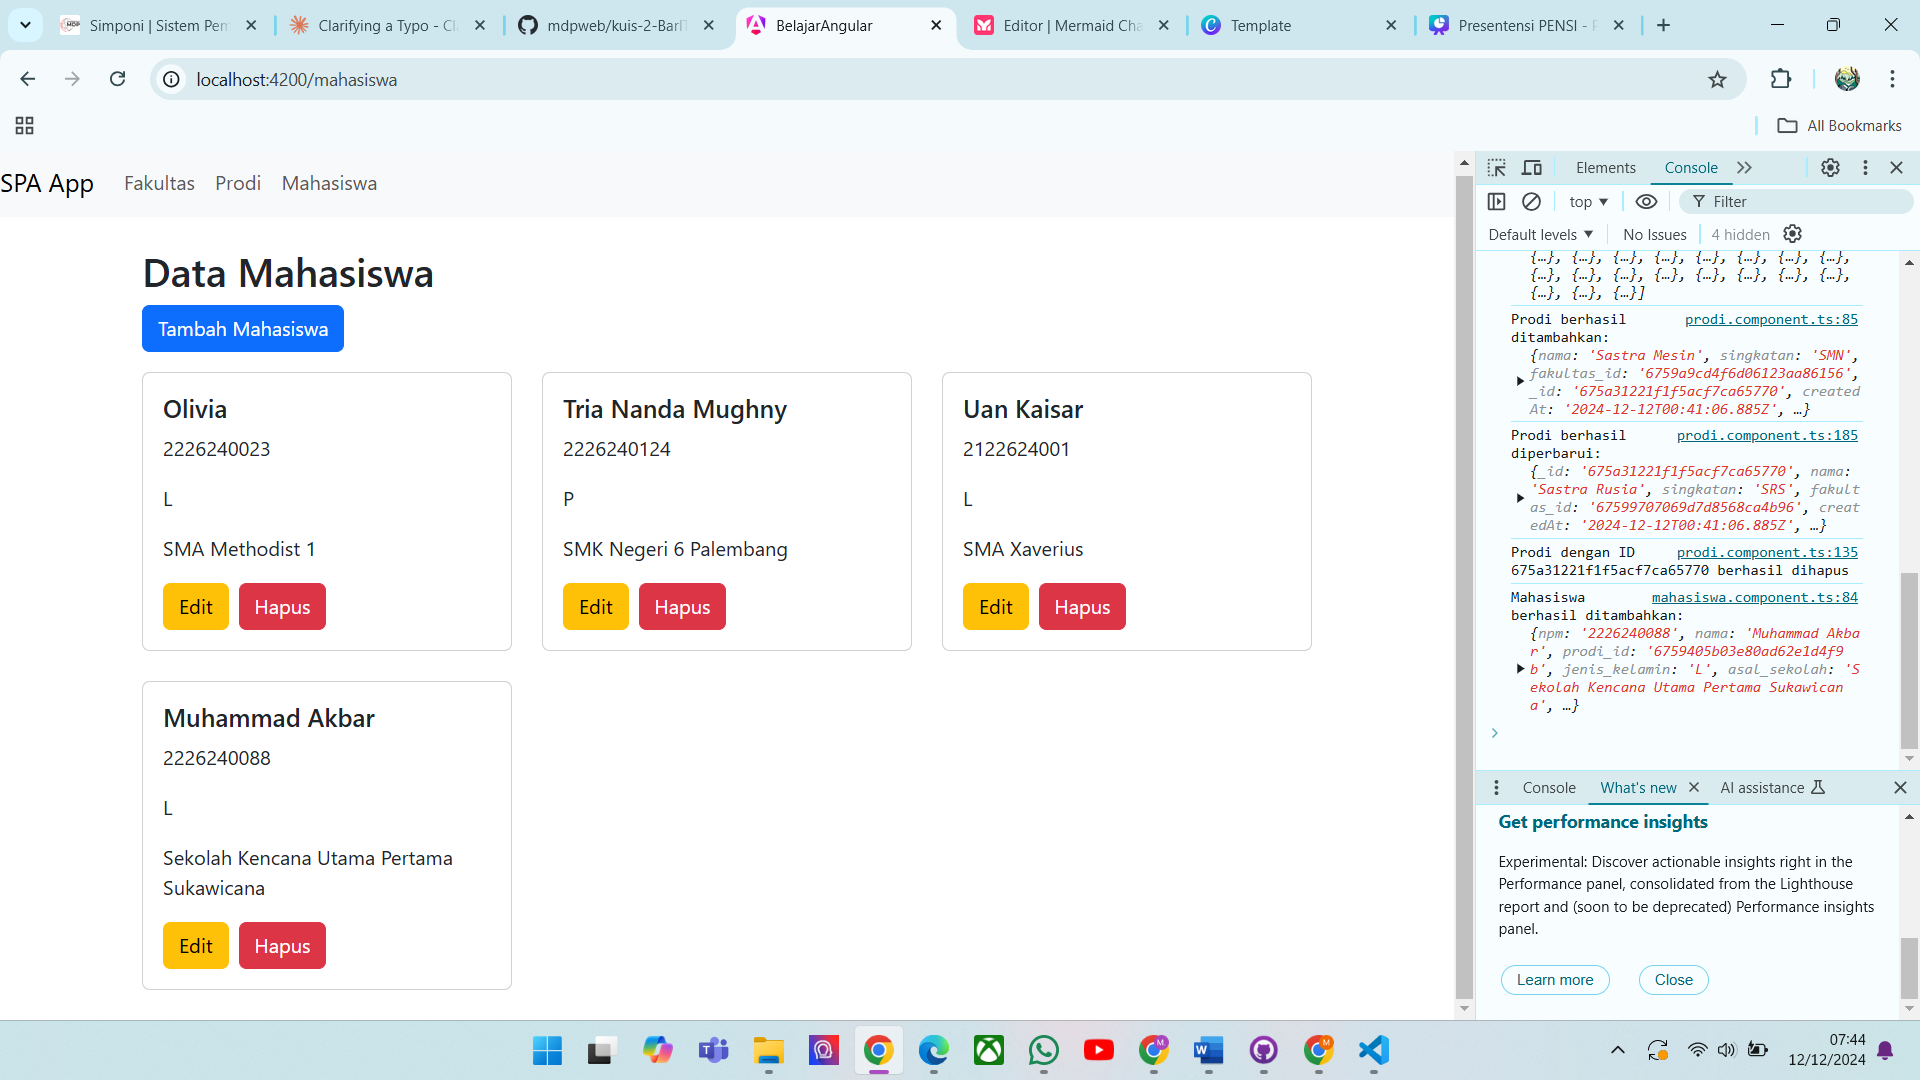 Simponi | Sistem Pem
Clarifying a Typo - Cl
mdpweb/kuis-2-BarIT
BelajarAngular
Editor | Mermaid Cha
Template
Presentensi PENSI - P
localhost:4200/mahasiswa
All Bookmarks
SPA App
Fakultas
Prodi
Mahasiswa
Data Mahasiswa
Tambah Mahasiswa
Olivia
2226240023
L
SMA Methodist 1
Edit
Hapus
Tria Nanda Mughny
2226240124
P
SMK Negeri 6 Palembang
Edit
Hapus
Uan Kaisar
2122624001
L
SMA Xaverius
Edit
Hapus
Muhammad Akbar
2226240088
L
Sekolah Kencana Utama Pertama
Sukawicana
Edit
Hapus
Elements
Console
top
Filter
Default levels
No Issues
4 hidden
{…}, {…}, {…}, {…}, {…}, {…}, {…}, {…},
{…}, {…}, {…}, {…}, {…}, {…}, {…}, {…},
{…}, {…}, {…}]
Prodi berhasil prodi.component.ts:85
ditambahkan:
{nama: 'Sastra Mesin', singkatan: 'SMN',
fakultas_id: '6759a9cd4f6d06123aa86156',
_id: '675a31221f1f5acf7ca65770', created
At: '2024-12-12T00:41:06.885Z', …}
Prodi berhasil prodi.component.ts:185
diperbarui:
{_id: '675a31221f1f5acf7ca65770', nama:
'Sastra Rusia', singkatan: 'SRS', fakult
as_id: '67599707069d7d8568ca4b96', creat
edAt: '2024-12-12T00:41:06.885Z', …}
Prodi dengan ID prodi.component.ts:135
675a31221f1f5acf7ca65770 berhasil dihapus
Mahasiswa mahasiswa.component.ts:84
berhasil ditambahkan:
{npm: '2226240088', nama: 'Muhammad Akba
r', prodi_id: '6759405b03e80ad62e1d4f9
b', jenis_kelamin: 'L', asal_sekolah: 'S
ekolah Kencana Utama Pertama Sukawican
a', …}
Console
What's new
AI assistance
Get performance insights
Experimental: Discover actionable insights right in the
Performance panel, consolidated from the Lighthouse
report and (soon to be deprecated) Performance insights
panel.
Learn more
Close
07:44
12/12/2024